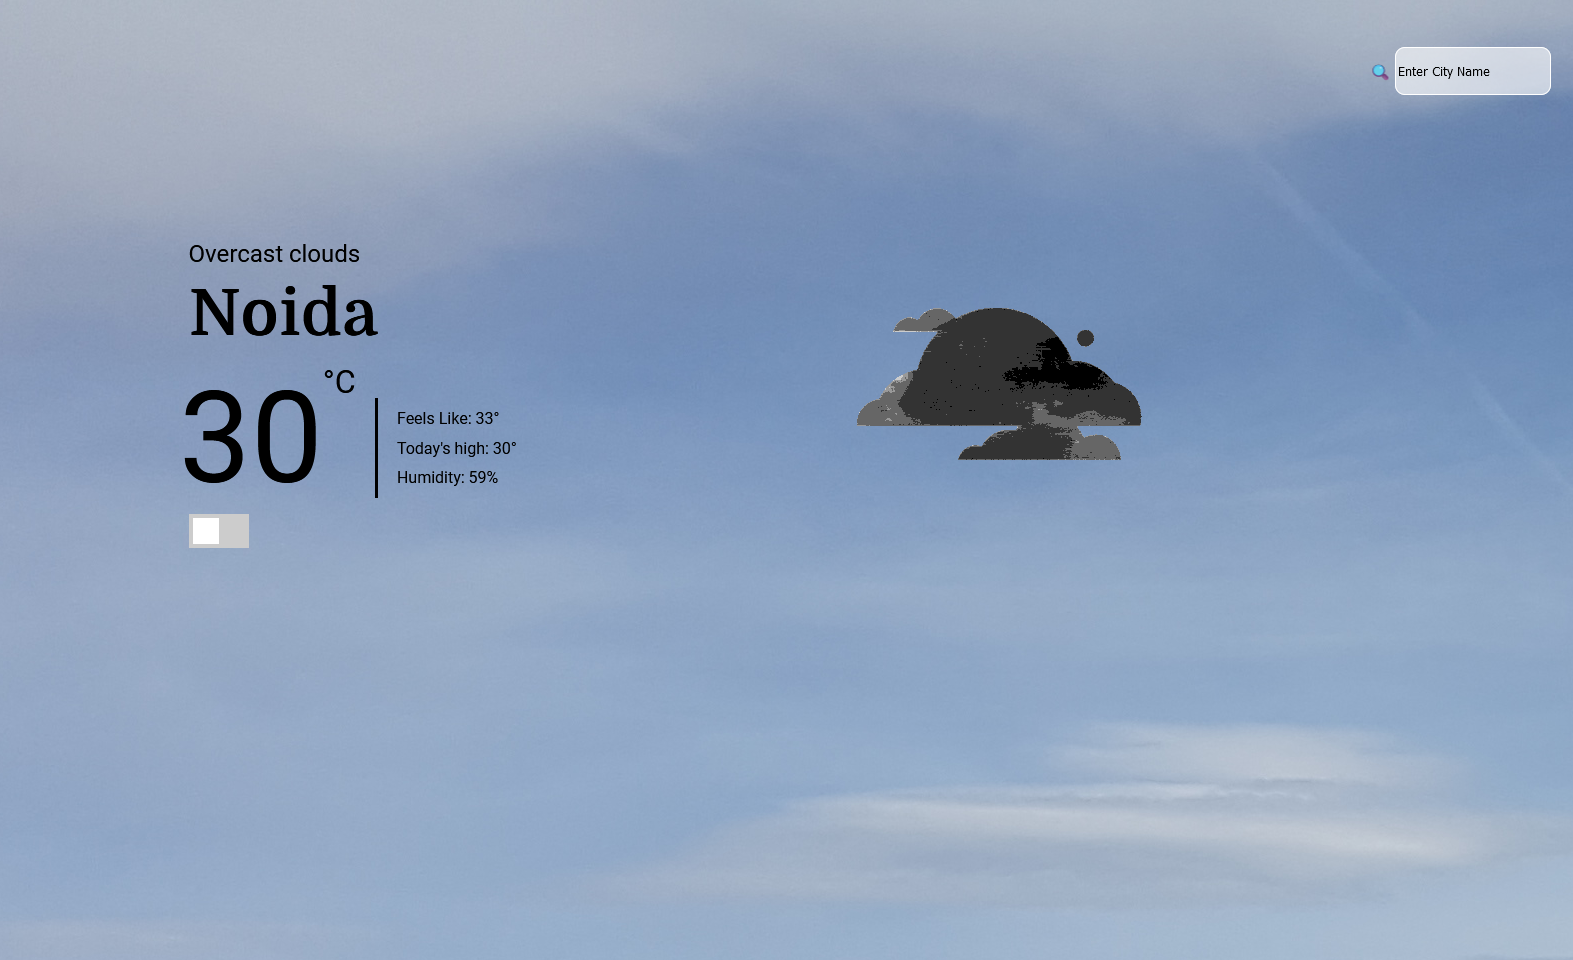 Enter City Name
Overcast clouds
Noida
30 °C
Feels Like: 33°
Today's high: 30°
Humidity: 59%